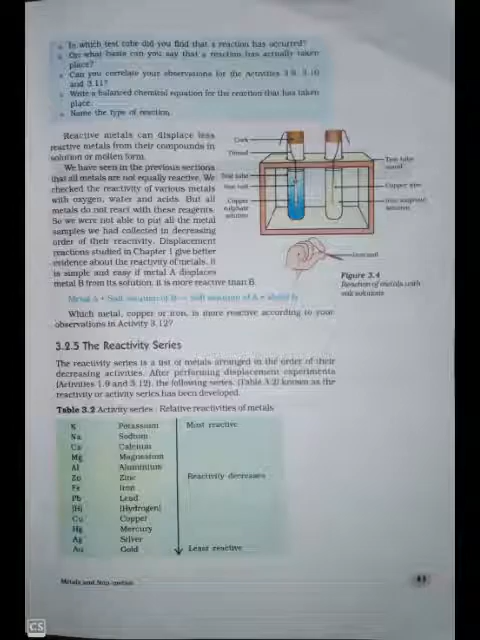 In which test tube did you find that a reaction has occurred?
On what basis can you say that a reaction has actually taken
place?
Can you correlate your observations for the Activities 3.9, 3.10
and 3.11?
Write a balanced chemical equation for the reaction that has taken
place.
Name the type of reaction.
Reactive metals can displace less
reactive metals from their compounds in
solution or molten form.
We have seen in the previous sections
that all metals are not equally reactive. We
checked the reactivity of various metals
with oxygen, water and acids. But all
metals do not react with these reagents.
So we were not able to put all the metal
samples we had collected in decreasing
order of their reactivity. Displacement
reactions studied in Chapter 1 give better
evidence about the reactivity of metals. It
is simple and easy if metal A displaces
metal B from its solution, it is more reactive than B.
Metal A + Salt solution of B → Salt solution of A + Metal B
Which metal, copper or iron, is more reactive according to your
observations in Activity 3.12?
Cork
Thread
Test tube
Iron nail
Copper
sulphate
solution
Test tube
stand
Copper wire
Iron sulphate
solution
Iron nail
Figure 3.4
Reaction of metals with
salt solutions
3.2.5 The Reactivity Series
The reactivity series is a list of metals arranged in the order of their
decreasing activities. After performing displacement experiments
(Activities 1.9 and 3.12), the following series, (Table 3.2) known as the
reactivity or activity series has been developed.
Table 3.2 Activity series : Relative reactivities of metals
K Potassium Most reactive
Na Sodium
Ca Calcium
Mg Magnesium
Al Aluminium
Zn Zinc Reactivity decreases
Fe Iron
Pb Lead
[H] [Hydrogen]
Cu Copper
Hg Mercury
Ag Silver
Au Gold Least reactive
Metals and Non-metals
CS